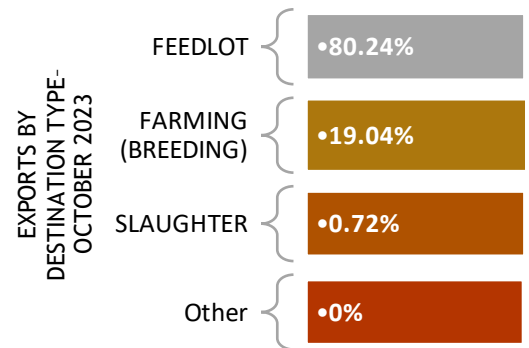 EXPORTS BY
DESTINATION TYPE-
OCTOBER 2023
FEEDLOT
•80.24%
FARMING
(BREEDING)
•19.04%
SLAUGHTER
•0.72%
Other
•0%